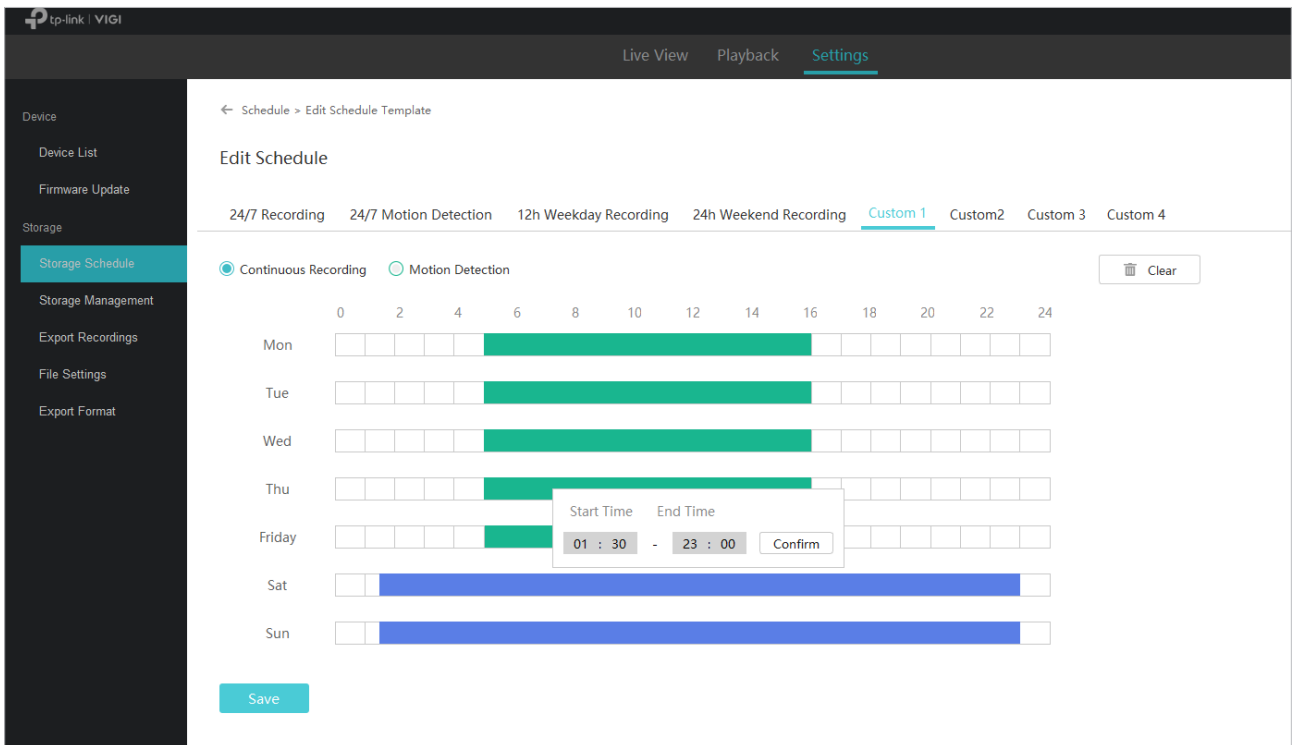 tp-link | VIGI
Live View Playback Settings
Device
Device List
Firmware Update
Storage
Storage Schedule
Storage Management
Export Recordings
File Settings
Export Format
← Schedule > Edit Schedule Template
Edit Schedule
24/7 Recording 24/7 Motion Detection 12h Weekday Recording 24h Weekend Recording Custom 1 Custom2 Custom 3 Custom 4
Continuous Recording Motion Detection Clear
0 2 4 6 8 10 12 14 16 18 20 22 24
Mon
Tue
Wed
Thu
Start Time End Time
Friday
01 : 30 - 23 : 00 Confirm
Sat
Sun
Save